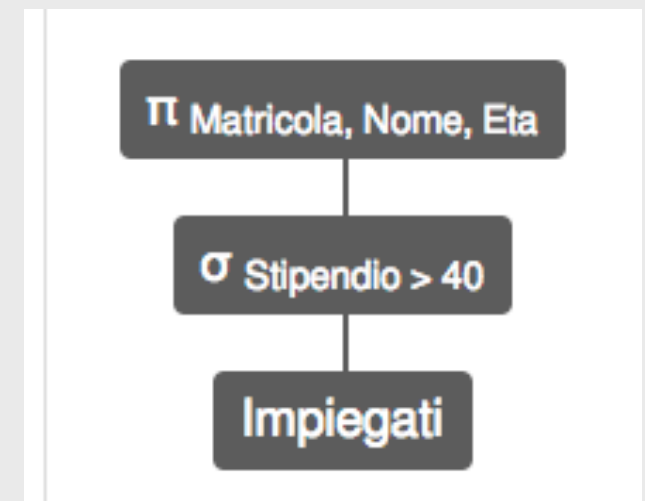 π Matricola, Nome, Eta
σ Stipendio > 40
Impiegati